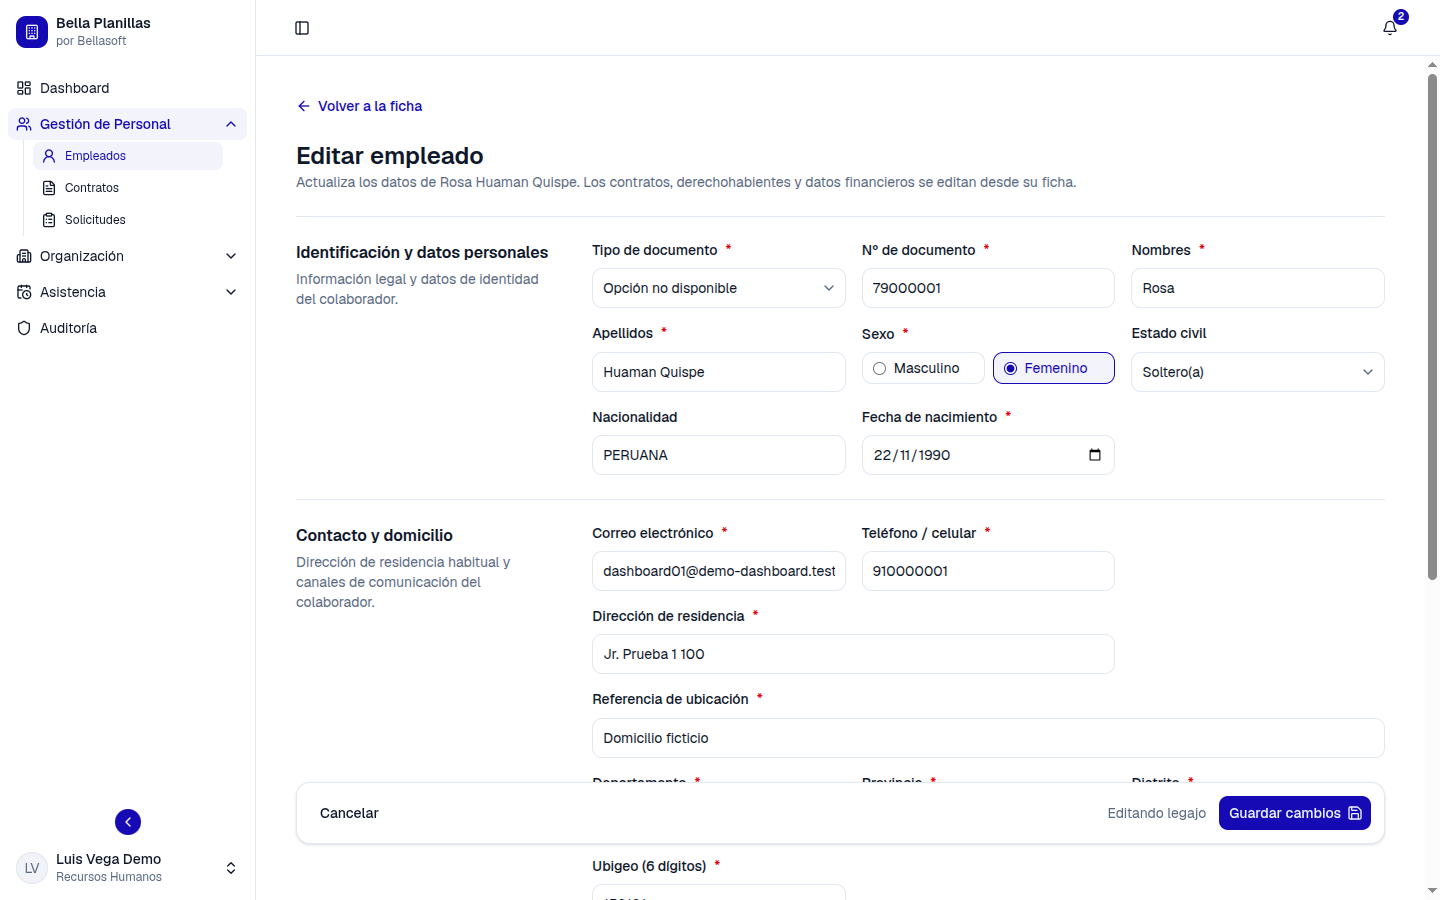 Bella Planillas
por Bellasoft
2
Dashboard
Gestión de Personal
Empleados
Contratos
Solicitudes
Organización
Asistencia
Auditoría
Volver a la ficha
Editar empleado
Actualiza los datos de Rosa Huaman Quispe. Los contratos, derechohabientes y datos financieros se editan desde su ficha.
Identificación y datos personales
Información legal y datos de identidad
del colaborador.
Tipo de documento *
Nº de documento *
Nombres *
Opción no disponible
79000001
Rosa
Apellidos *
Sexo *
Estado civil
Huaman Quispe
Masculino
Femenino
Soltero(a)
Nacionalidad
Fecha de nacimiento *
PERUANA
22/11/1990
Contacto y domicilio
Dirección de residencia habitual y
canales de comunicación del
colaborador.
Correo electrónico *
Teléfono / celular *
dashboard01@demo-dashboard.test
910000001
Dirección de residencia *
Jr. Prueba 1 100
Referencia de ubicación *
Domicilio ficticio
Departamento *
Provincia *
Distrito *
Cancelar
Editando legajo
Guardar cambios
Ubigeo (6 dígitos) *
LV
Luis Vega Demo
Recursos Humanos